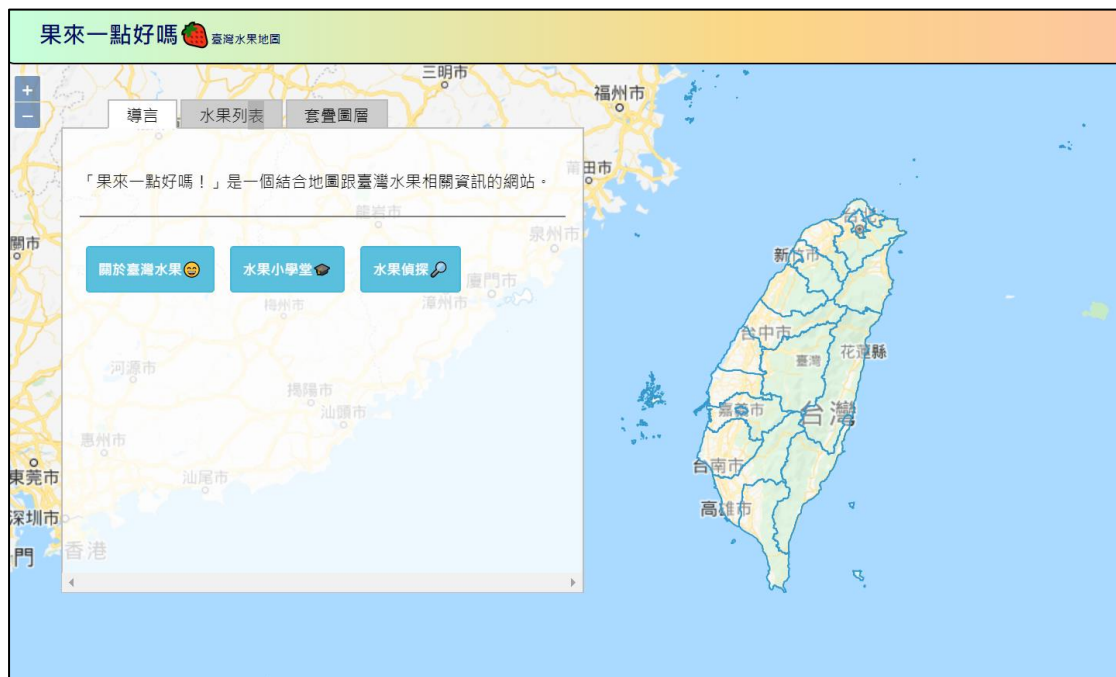 果來一點好嗎🍓臺灣水果地圖
+
−
導言 水果列表 套疊圖層
「果來一點好嗎！」是一個結合地圖跟臺灣水果相關資訊的網站。
關於臺灣水果😄 水果小學堂🎓 水果偵探🔎
三明市
福州市
莆田市
龍岩市
泉州市
關市
廈門市
梅州市
漳州市
河源市
揭陽市
汕頭市
惠州市
汕尾市
東莞市
深圳市
門
香港
台北
新竹市
台中市
臺灣
花蓮縣
嘉義市
台灣
台南市
高雄市